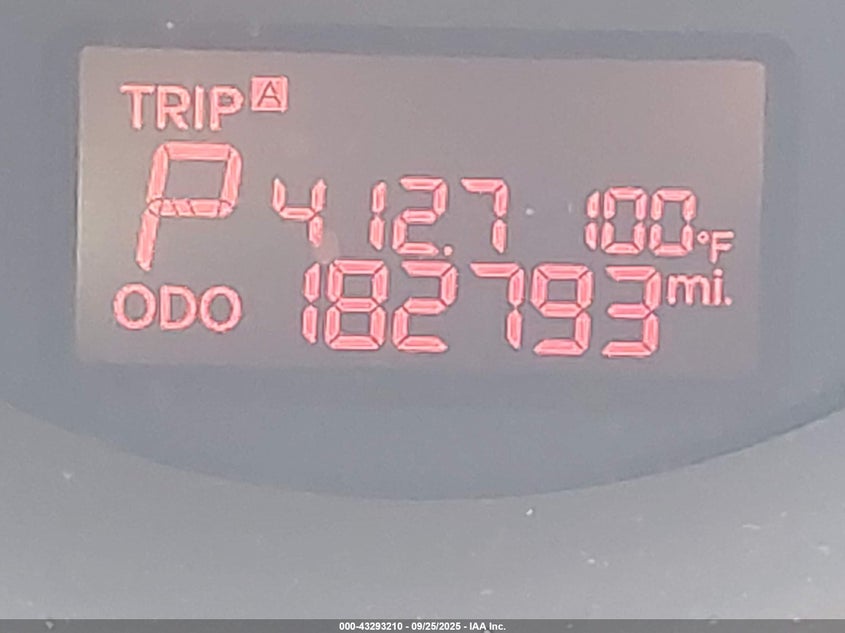 TRIP A
P 412.7 100°F
ODO 182793 mi.
000-43293210 - 09/25/2025 - IAA Inc.